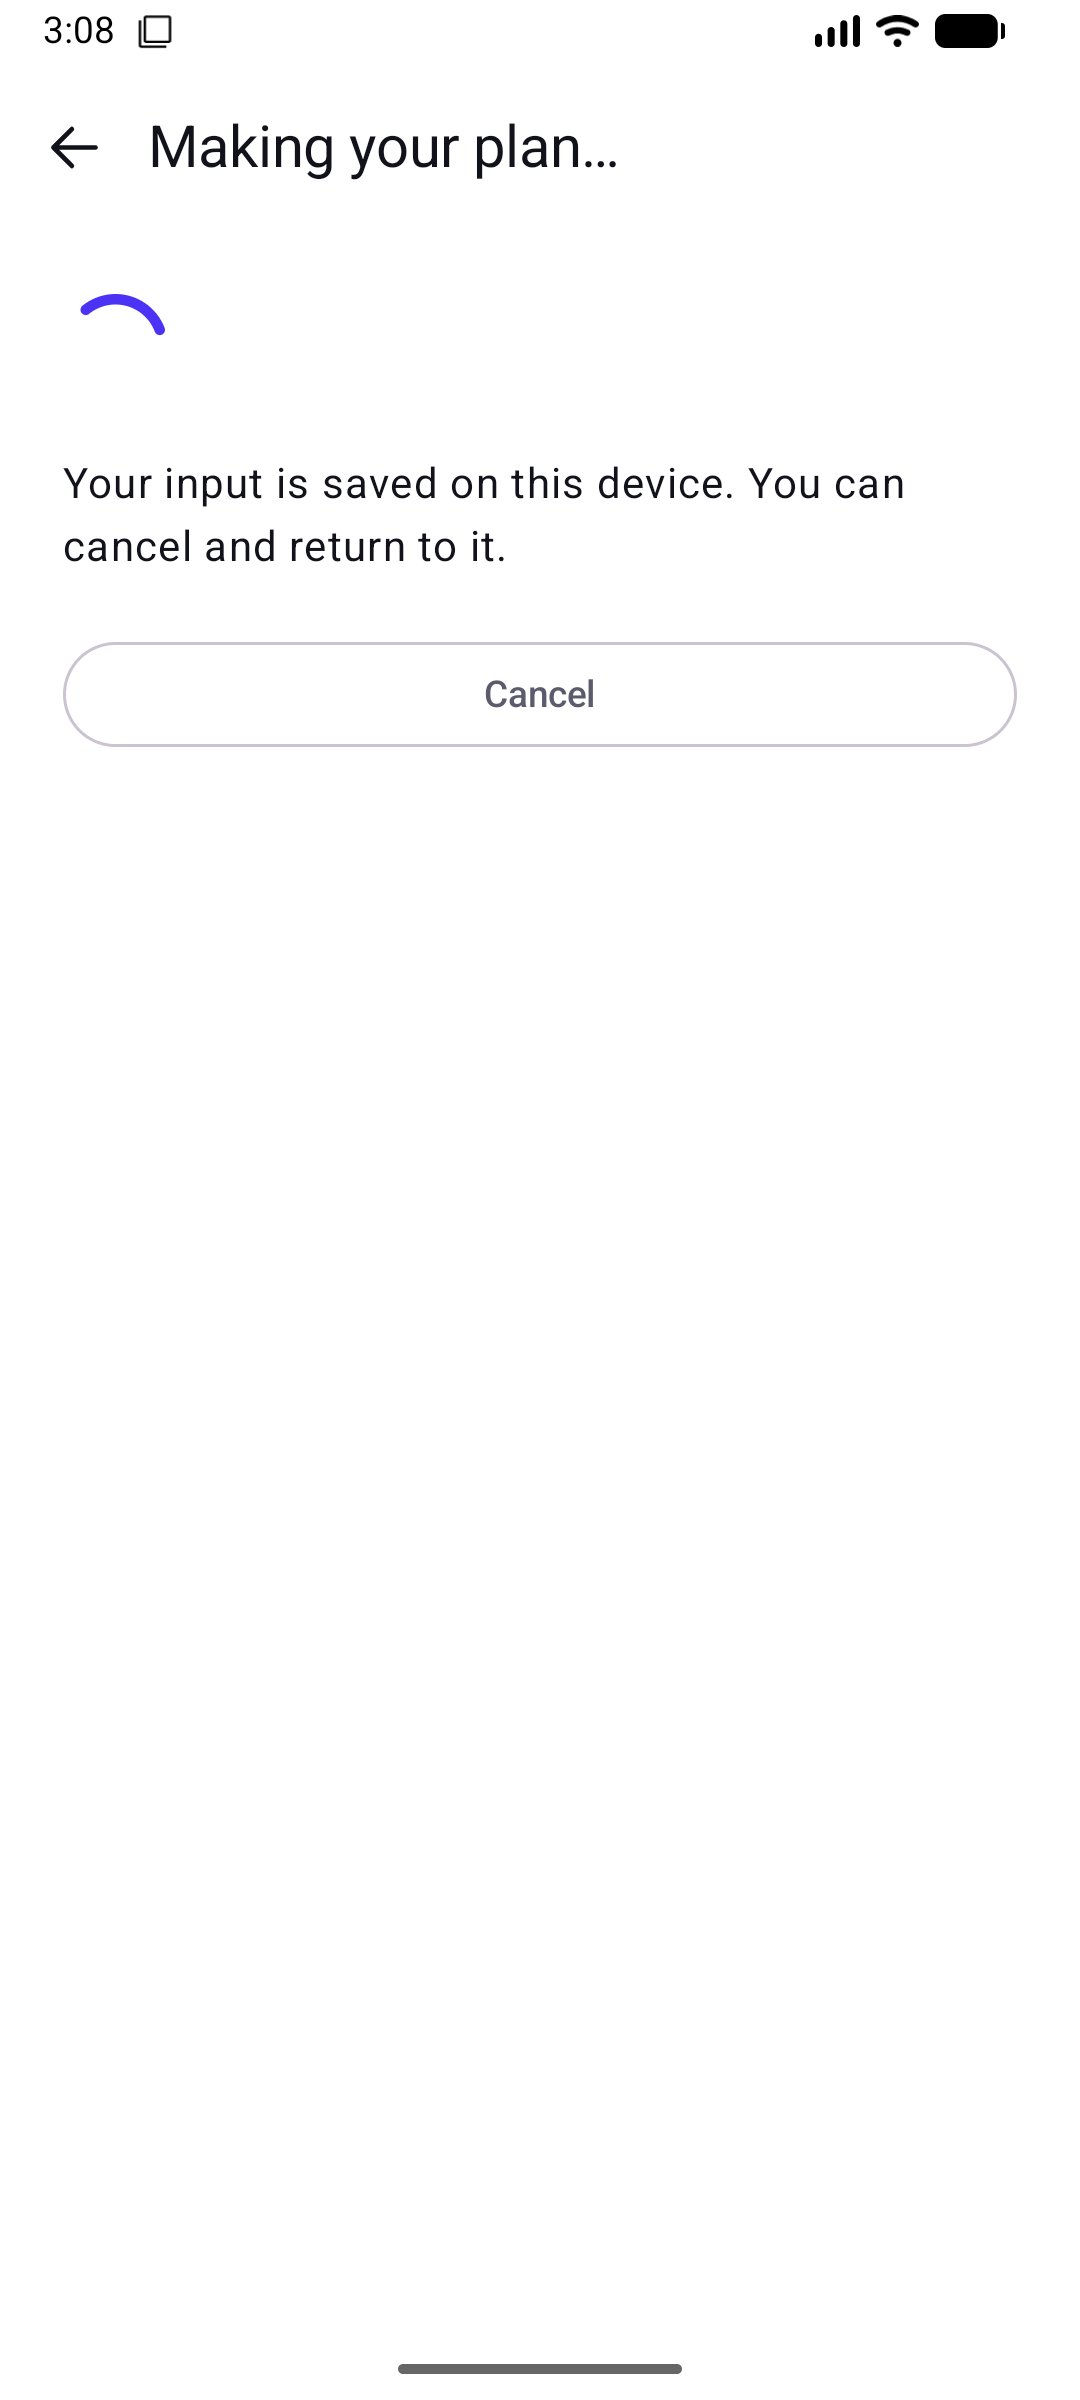 3:08
Making your plan…
Your input is saved on this device. You can
cancel and return to it.
Cancel